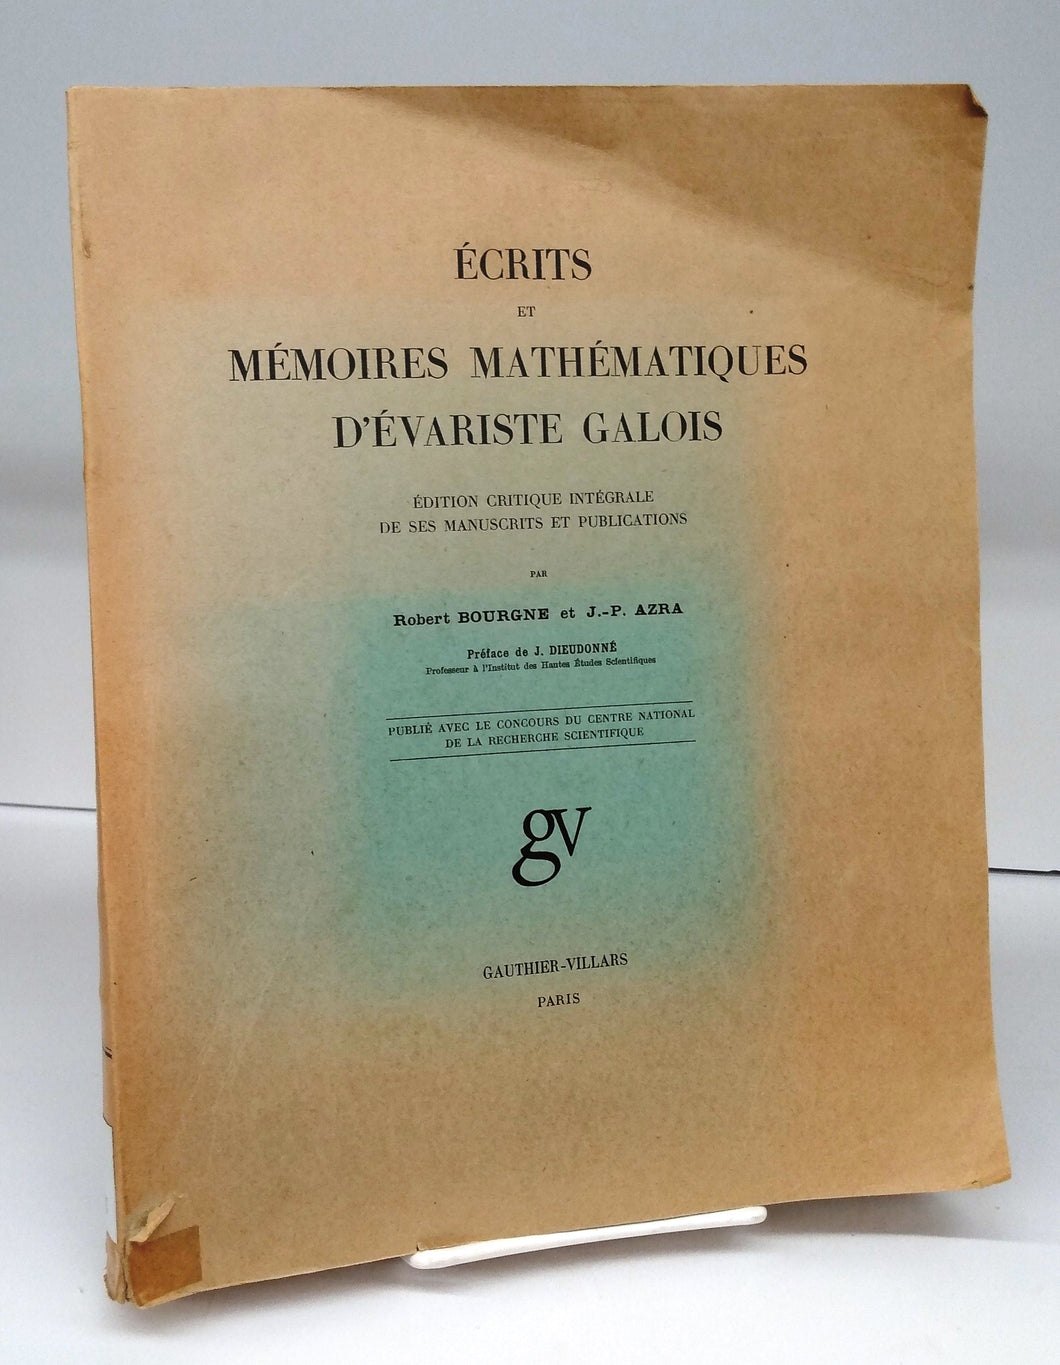 ÉCRITS
ET
MÉMOIRES MATHÉMATIQUES
D'ÉVARISTE GALOIS
ÉDITION CRITIQUE INTÉGRALE
DE SES MANUSCRITS ET PUBLICATIONS
PAR
Robert BOURGNE et J.-P. AZRA
Préface de J. DIEUDONNÉ
Professeur à l'Institut des Hautes Études Scientifiques
PUBLIÉ AVEC LE CONCOURS DU CENTRE NATIONAL
DE LA RECHERCHE SCIENTIFIQUE
gv
GAUTHIER-VILLARS
PARIS